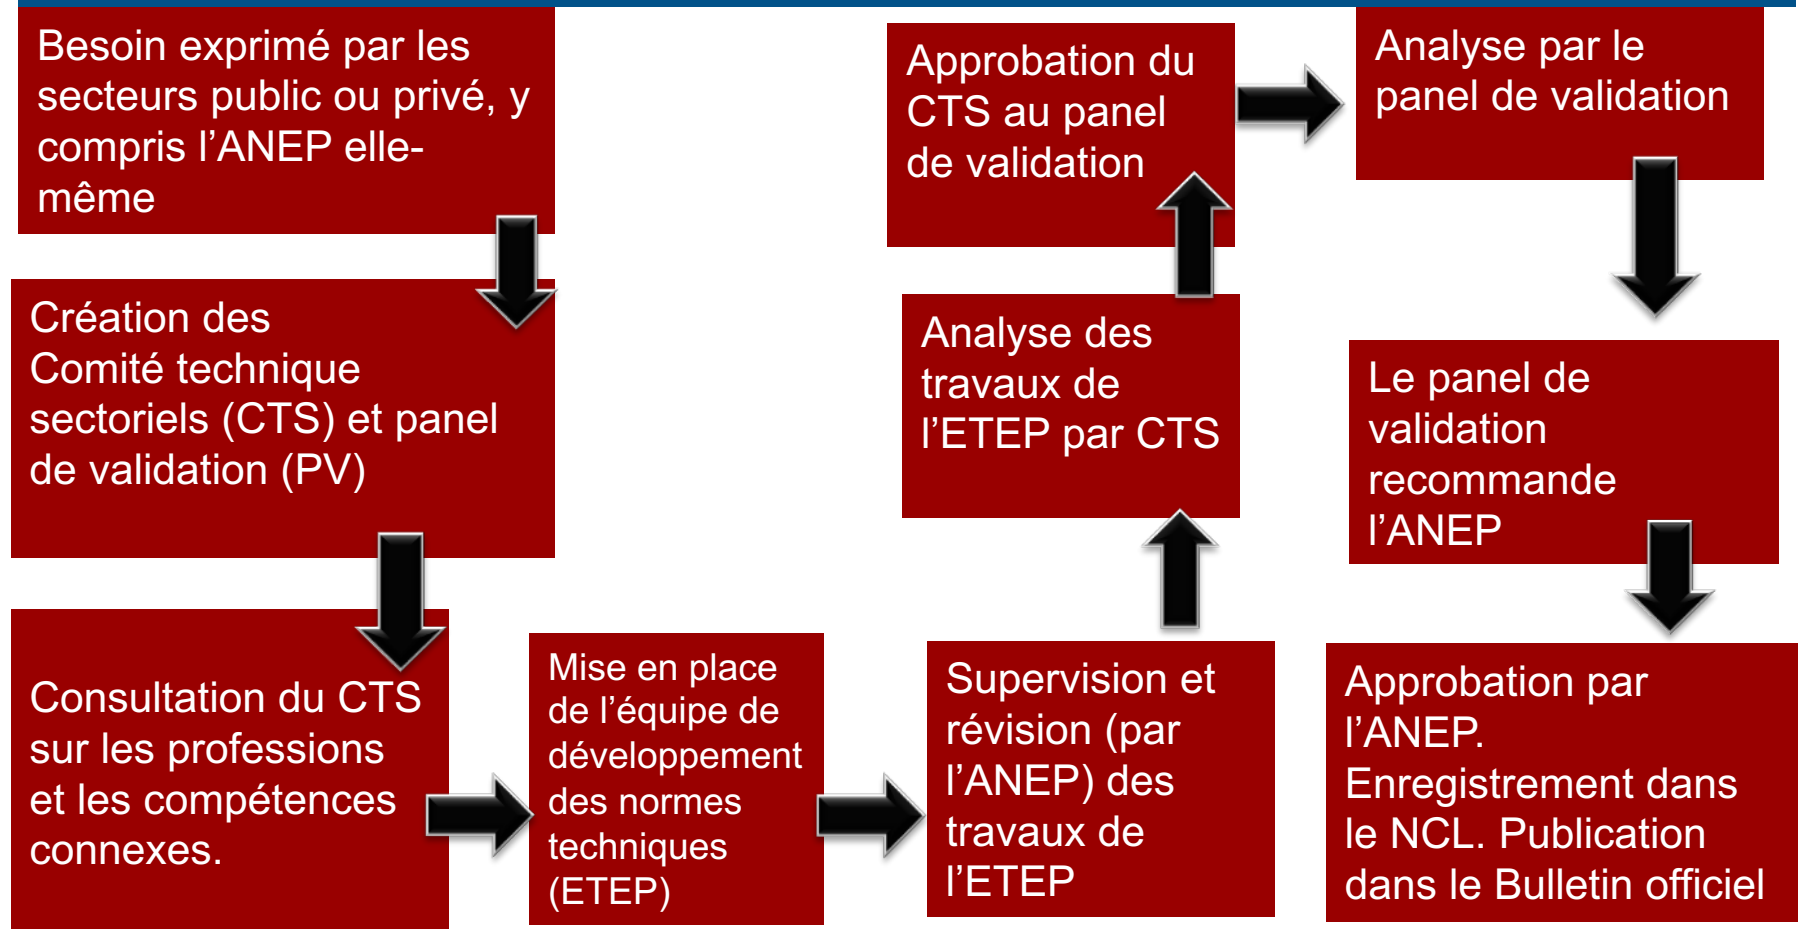 Besoin exprimé par les
secteurs public ou privé, y
compris l’ANEP elle-
même
Création des
Comité technique
sectoriels (CTS) et panel
de validation (PV)
Consultation du CTS
sur les professions
et les compétences
connexes.
Mise en place
de l’équipe de
développement
des normes
techniques
(ETEP)
Supervision et
révision (par
l’ANEP) des
travaux de
l’ETEP
Analyse des
travaux de
l’ETEP par CTS
Approbation du
CTS au panel
de validation
Analyse par le
panel de validation
Le panel de
validation
recommande
l’ANEP
Approbation par
l’ANEP.
Enregistrement dans
le NCL. Publication
dans le Bulletin officiel